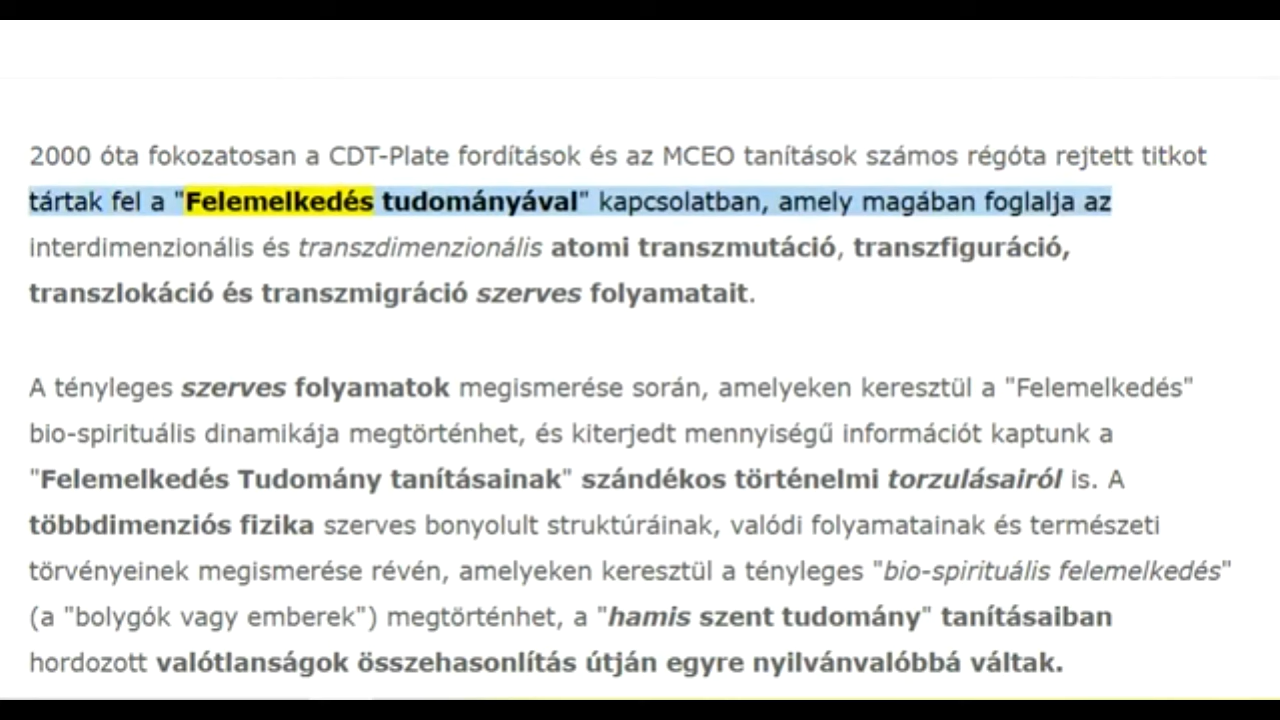 2000 óta fokozatosan a CDT-Plate fordítások és az MCEO tanítások számos régóta rejtett titkot
tártak fel a "Felemelkedés tudományával" kapcsolatban, amely magában foglalja az
interdimenzionális és transzdimenzionális atomi transzmutáció, transzfiguráció,
transzlokáció és transzmigráció szerves folyamatait.
A tényleges szerves folyamatok megismerése során, amelyeken keresztül a "Felemelkedés"
bio-spirituális dinamikája megtörténhet, és kiterjedt mennyiségű információt kaptunk a
"Felemelkedés Tudomány tanításainak" szándékos történelmi torzulásairól is. A
többdimenziós fizika szerves bonyolult struktúráinak, valódi folyamatainak és természeti
törvényeinek megismerése révén, amelyeken keresztül a tényleges "bio-spirituális felemelkedés"
(a "bolygók vagy emberek") megtörténhet, a "hamis szent tudomány" tanításaiban
hordozott valótlanságok összehasonlítás útján egyre nyilvánvalóbbá váltak.